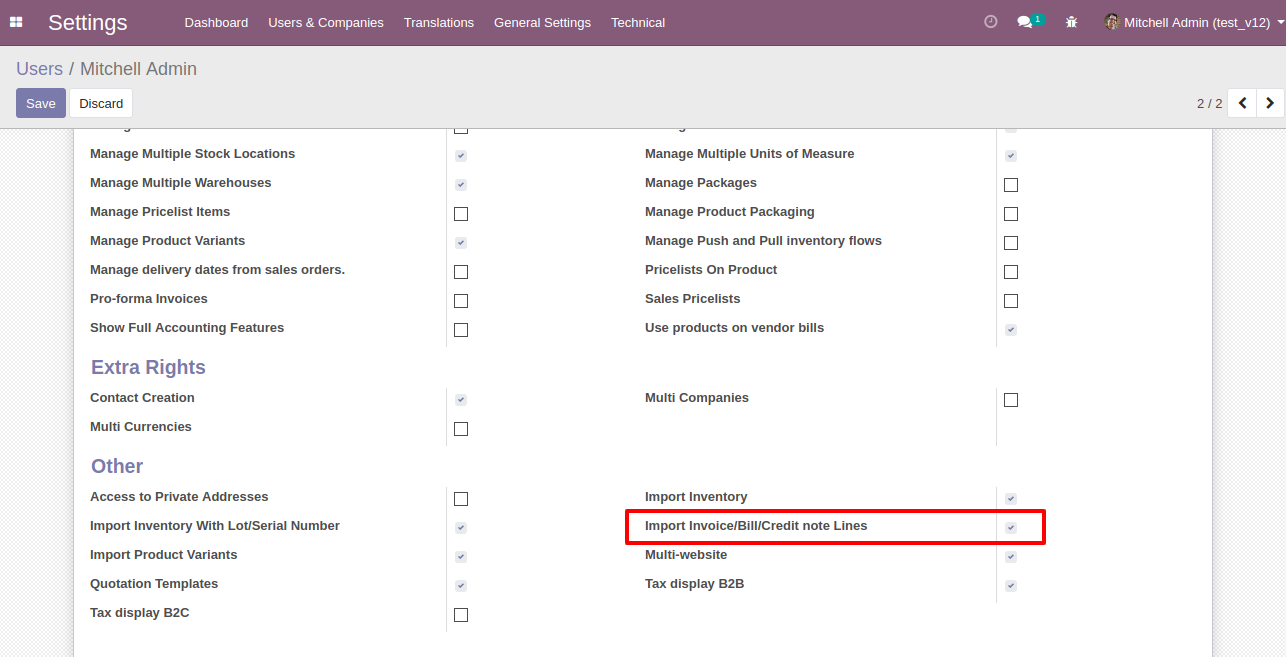 Settings Dashboard Users & Companies Translations General Settings Technical 1 Mitchell Admin (test_v12)
Users / Mitchell Admin
Save Discard 2 / 2
Manage Multiple Stock Locations Manage Multiple Units of Measure
Manage Multiple Warehouses Manage Packages
Manage Pricelist Items Manage Product Packaging
Manage Product Variants Manage Push and Pull inventory flows
Manage delivery dates from sales orders. Pricelists On Product
Pro-forma Invoices Sales Pricelists
Show Full Accounting Features Use products on vendor bills
Extra Rights
Contact Creation Multi Companies
Multi Currencies
Other
Access to Private Addresses Import Inventory
Import Inventory With Lot/Serial Number Import Invoice/Bill/Credit note Lines
Import Product Variants Multi-website
Quotation Templates Tax display B2B
Tax display B2C